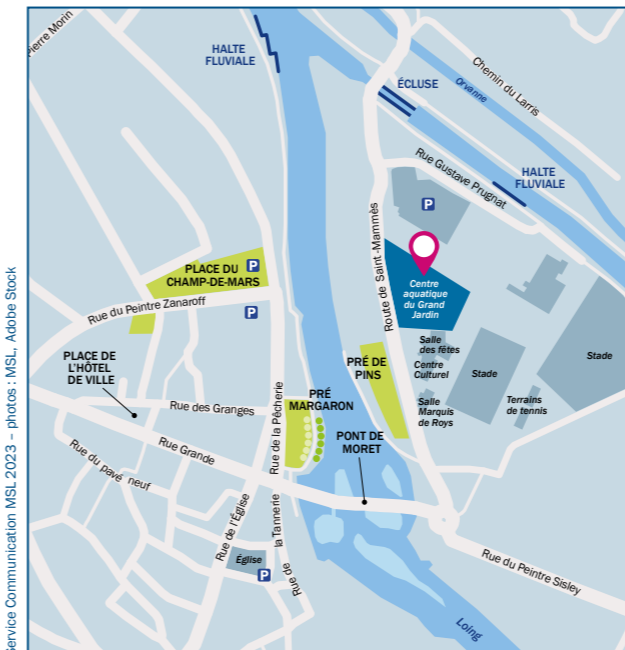 Pierre Morin
HALTE
FLUVIALE
ÉCLUSE
Orvanne
Chemin du Larris
Rue Gustave Prugnat
HALTE
FLUVIALE
P
Route de Saint-Mammès
Centre
aquatique
du Grand
Jardin
PLACE DU
CHAMP-DE-MARS
P
Rue du Peintre Zanaroff
P
PLACE DE
L'HÔTEL
DE VILLE
Salle
des fêtes
Centre
Culturel
Salle
Marquis
de Roys
Stade
Terrains
de tennis
Stade
PRÉ DE
PINS
PRÉ
MARGARON
Rue des Granges
Rue de la Pêcherie
PONT DE
MORET
Rue Grande
Rue du pavé neuf
Rue de l'Église
Rue de
la Tannerie
Église
P
Rue du Peintre Sisley
Loing
Service Communication MSL 2023 – photos : MSL, Adobe Stock